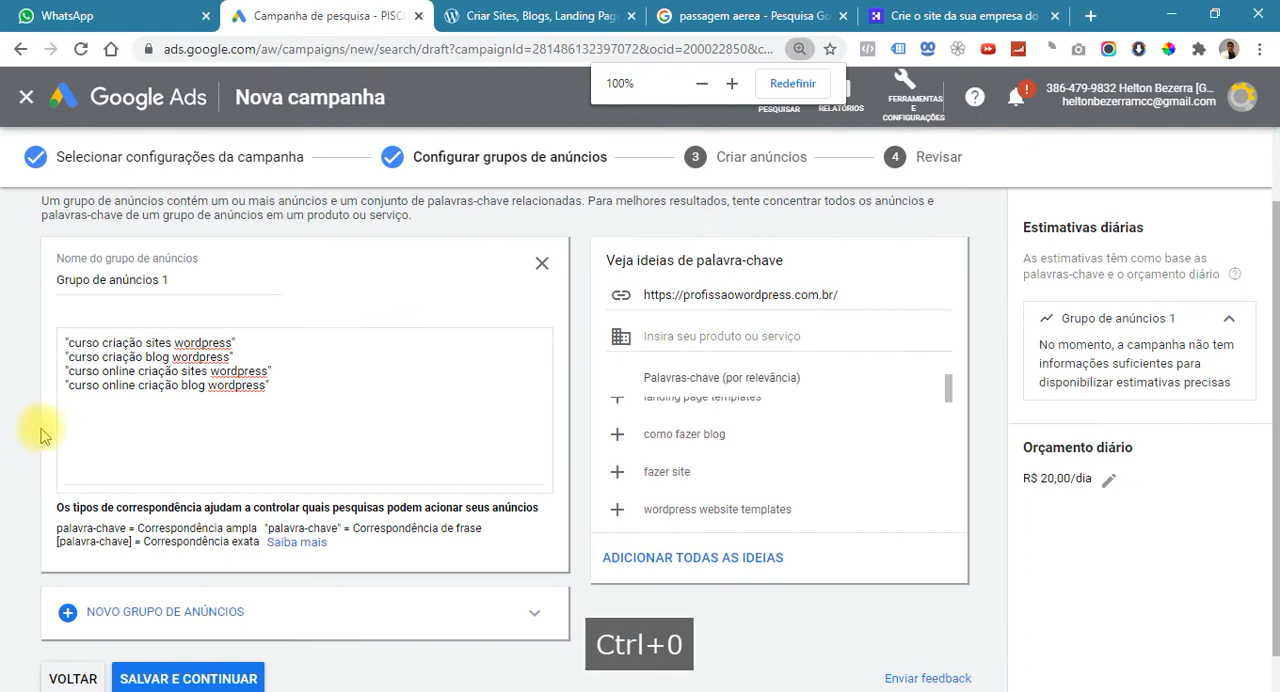 WhatsApp
Campanha de pesquisa - PISC
Criar Sites, Blogs, Landing Page
passagem aerea - Pesquisa Go
Crie o site da sua empresa do
ads.google.com/aw/campaigns/new/search/draft?campaignId=281486132397072&ocid=200022850&c...
100%
Redefinir
Google Ads
Nova campanha
PESQUISAR
RELATÓRIOS
FERRAMENTAS
E
CONFIGURAÇÕES
386-479-9832 Helton Bezerra [G...
heltonbezerramcc@gmail.com
Selecionar configurações da campanha
Configurar grupos de anúncios
3 Criar anúncios
4 Revisar
Um grupo de anúncios contém um ou mais anúncios e um conjunto de palavras-chave relacionadas. Para melhores resultados, tente concentrar todos os anúncios e
palavras-chave de um grupo de anúncios em um produto ou serviço.
Nome do grupo de anúncios
Grupo de anúncios 1
"curso criação sites wordpress"
"curso criação blog wordpress"
"curso online criação sites wordpress"
"curso online criação blog wordpress"
Os tipos de correspondência ajudam a controlar quais pesquisas podem acionar seus anúncios
palavra-chave = Correspondência ampla "palavra-chave" = Correspondência de frase
[palavra-chave] = Correspondência exata Saiba mais
NOVO GRUPO DE ANÚNCIOS
VOLTAR
SALVAR E CONTINUAR
Veja ideias de palavra-chave
https://profissaowordpress.com.br/
Insira seu produto ou serviço
Palavras-chave (por relevância)
landing page templates
como fazer blog
fazer site
wordpress website templates
ADICIONAR TODAS AS IDEIAS
Ctrl+0
Enviar feedback
Estimativas diárias
As estimativas têm como base as
palavras-chave e o orçamento diário
Grupo de anúncios 1
No momento, a campanha não tem
informações suficientes para
disponibilizar estimativas precisas
Orçamento diário
R$ 20,00/dia